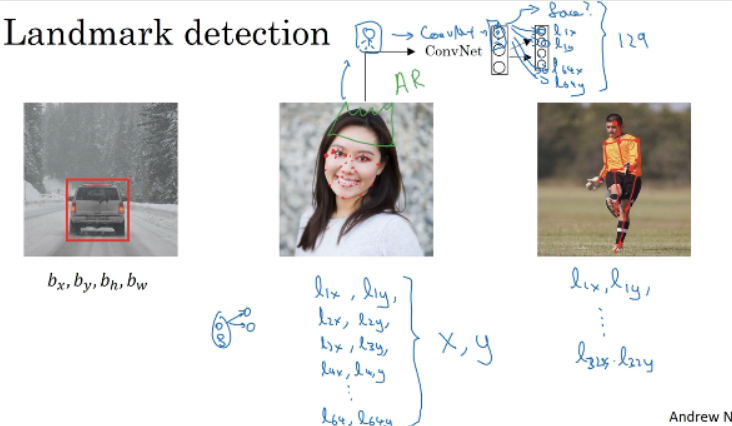 Landmark detection
→ ConvNet → face?
ConvNet
l1x
l1y
l64x
l64y
129
AR
bx, by, bh, bw
l1x, l1y,
l2x, l2y,
l3x, l3y,
l4x, l4y
⋮
l64, l64y
x, y
l1x, l1y,
⋮
l32x, l32y
Andrew N